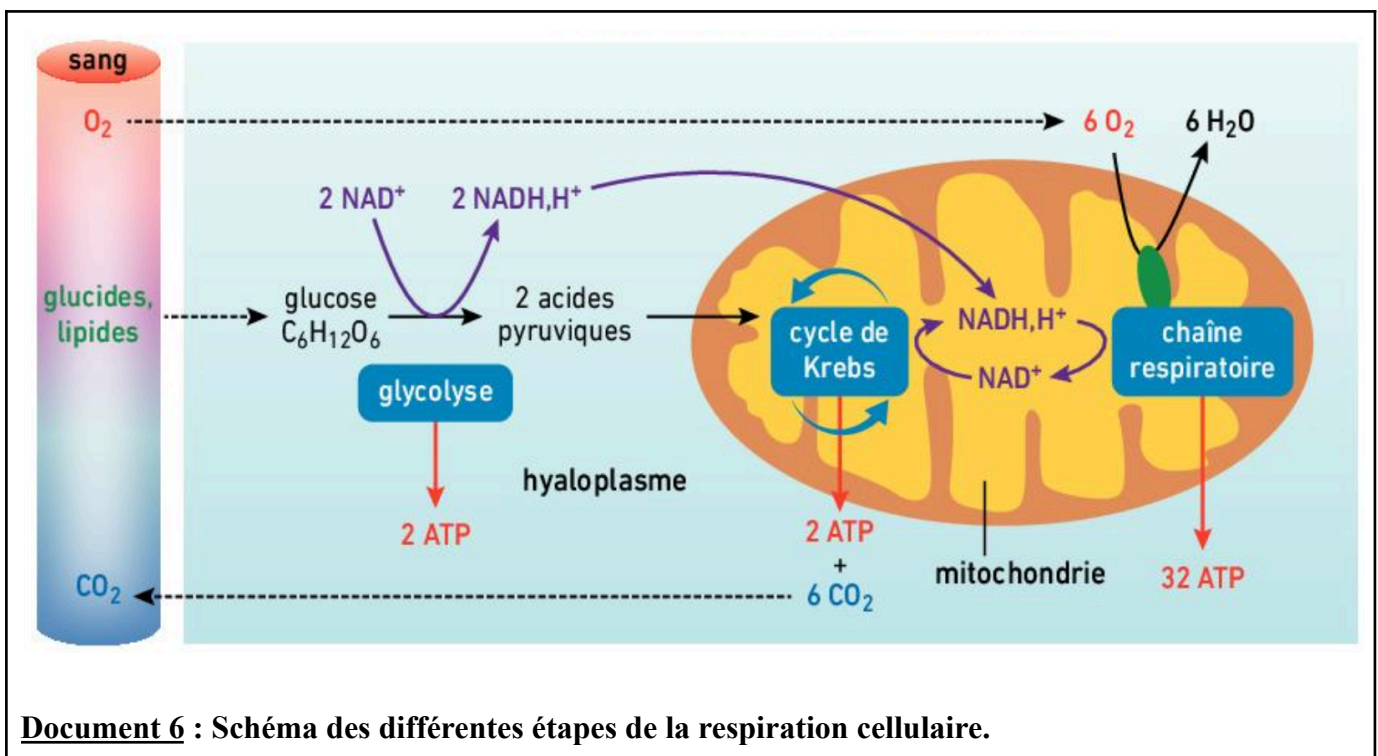 sang
O₂
6 O₂
6 H₂O
2 NAD⁺
2 NADH,H⁺
glucides,
lipides
glucose
C₆H₁₂O₆
2 acides
pyruviques
glycolyse
cycle de
Krebs
NADH,H⁺
NAD⁺
chaîne
respiratoire
hyaloplasme
2 ATP
2 ATP
+
6 CO₂
mitochondrie
32 ATP
CO₂
Document 6 : Schéma des différentes étapes de la respiration cellulaire.